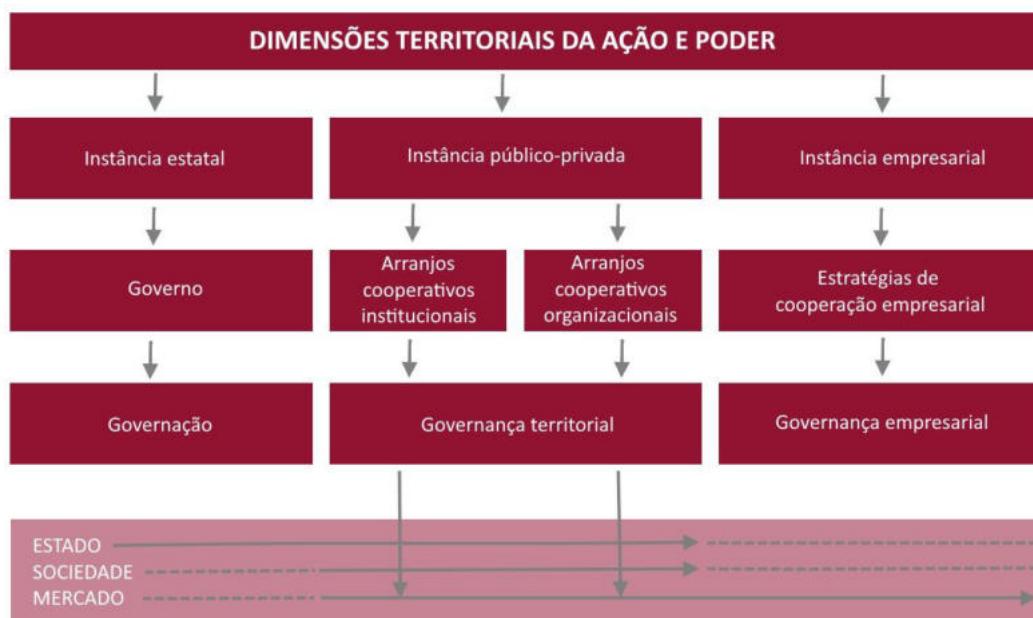 DIMENSÕES TERRITORIAIS DA AÇÃO E PODER
Instância estatal
Instância público-privada
Instância empresarial
Governo
Arranjos
cooperativos
institucionais
Arranjos
cooperativos
organizacionais
Estratégias de
cooperação empresarial
Governação
Governança territorial
Governança empresarial
ESTADO
SOCIEDADE
MERCADO